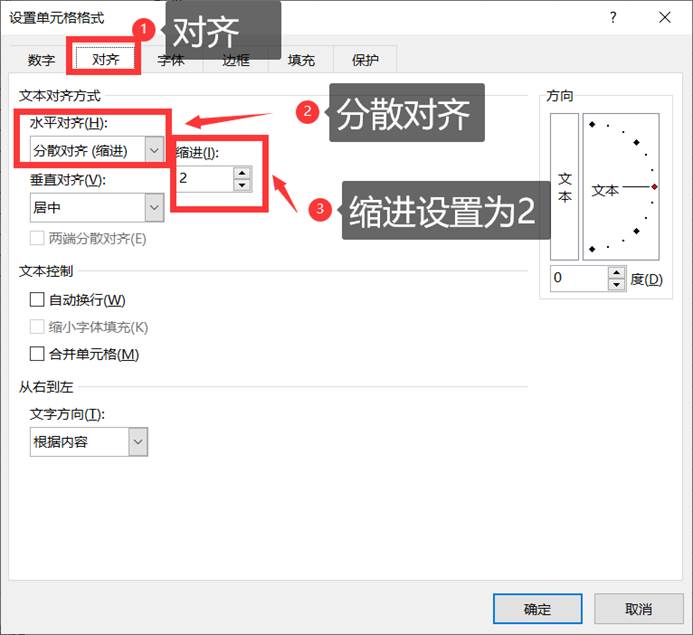 设置单元格格式
?
1 对齐
数字 对齐 字体 边框 填充 保护
文本对齐方式
水平对齐(H):
分散对齐 (缩进)
2 分散对齐
缩进(I):
2
垂直对齐(V):
居中
3 缩进设置为2
两端分散对齐(E)
文本控制
自动换行(W)
缩小字体填充(K)
合并单元格(M)
从右到左
文字方向(T):
根据内容
方向
文本
文本
0 度(D)
确定 取消